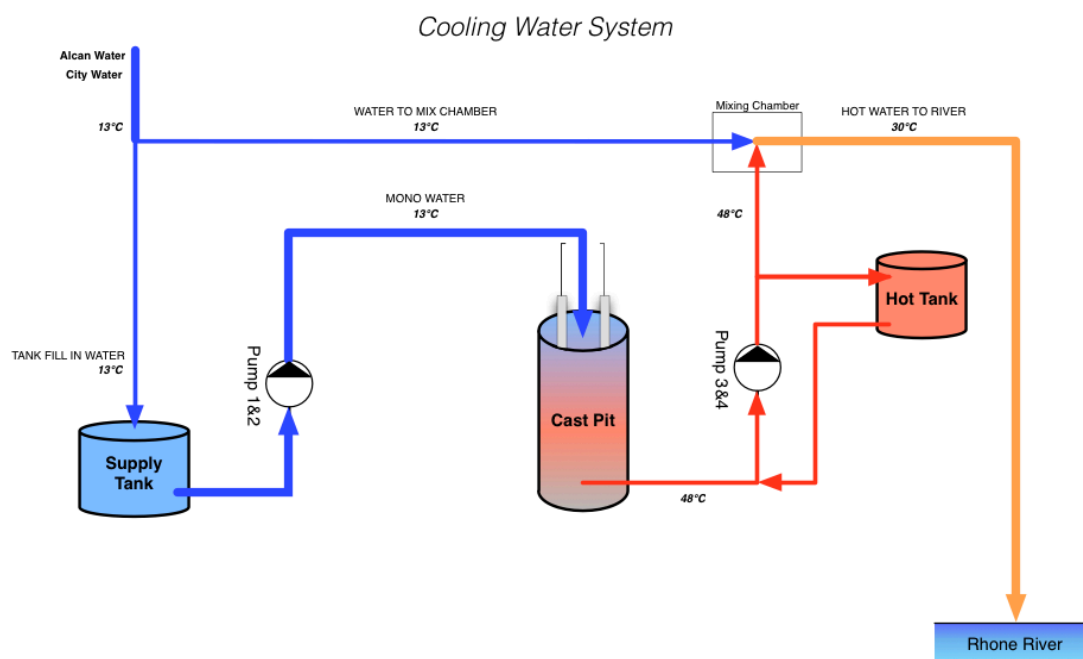 Cooling Water System
Alcan Water
City Water
13°C
WATER TO MIX CHAMBER
13°C
Mixing Chamber
HOT WATER TO RIVER
30°C
MONO WATER
13°C
48°C
Hot Tank
TANK FILL IN WATER
13°C
Pump 1&2
Pump 3&4
Cast Pit
Supply
Tank
48°C
Rhone River